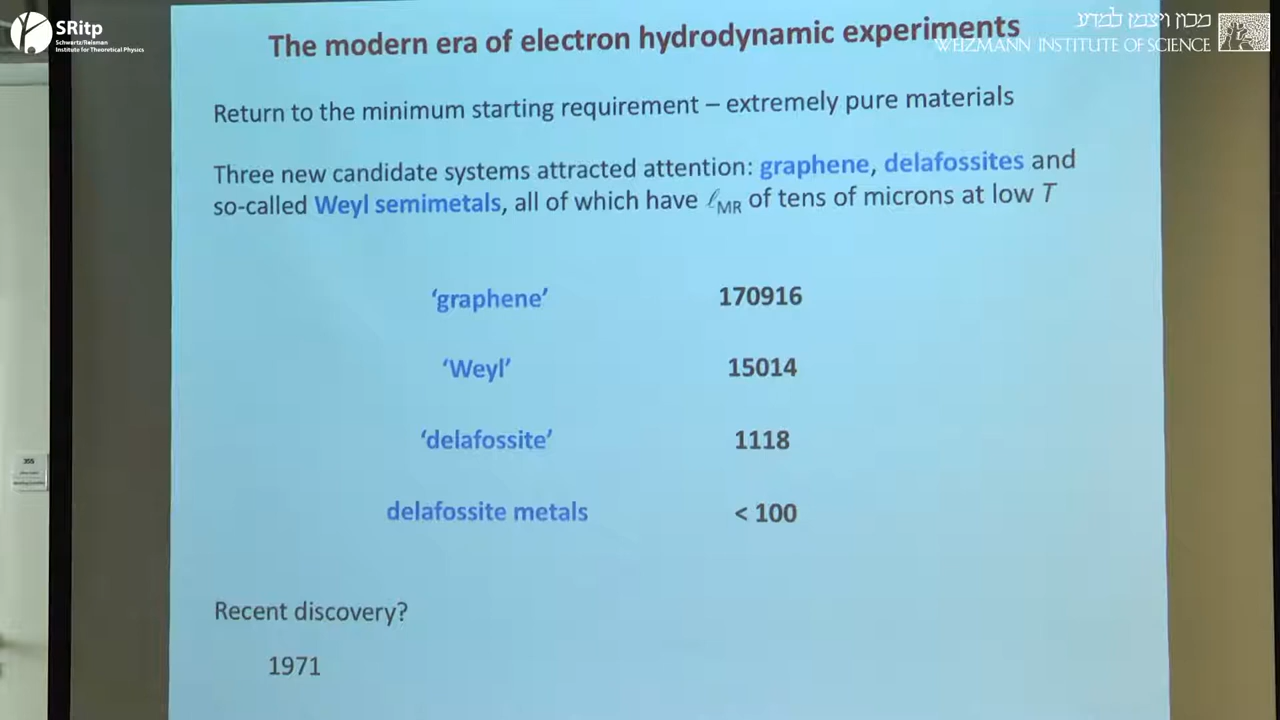 SRitp
Schwartz/Reisman
Institute for Theoretical Physics
מכון ויצמן למדע
WEIZMANN INSTITUTE OF SCIENCE
The modern era of electron hydrodynamic experiments
Return to the minimum starting requirement – extremely pure materials
Three new candidate systems attracted attention: graphene, delafossites and
so-called Weyl semimetals, all of which have ℓMR of tens of microns at low T
‘graphene’ 170916
‘Weyl’ 15014
‘delafossite’ 1118
delafossite metals < 100
Recent discovery?
1971
355